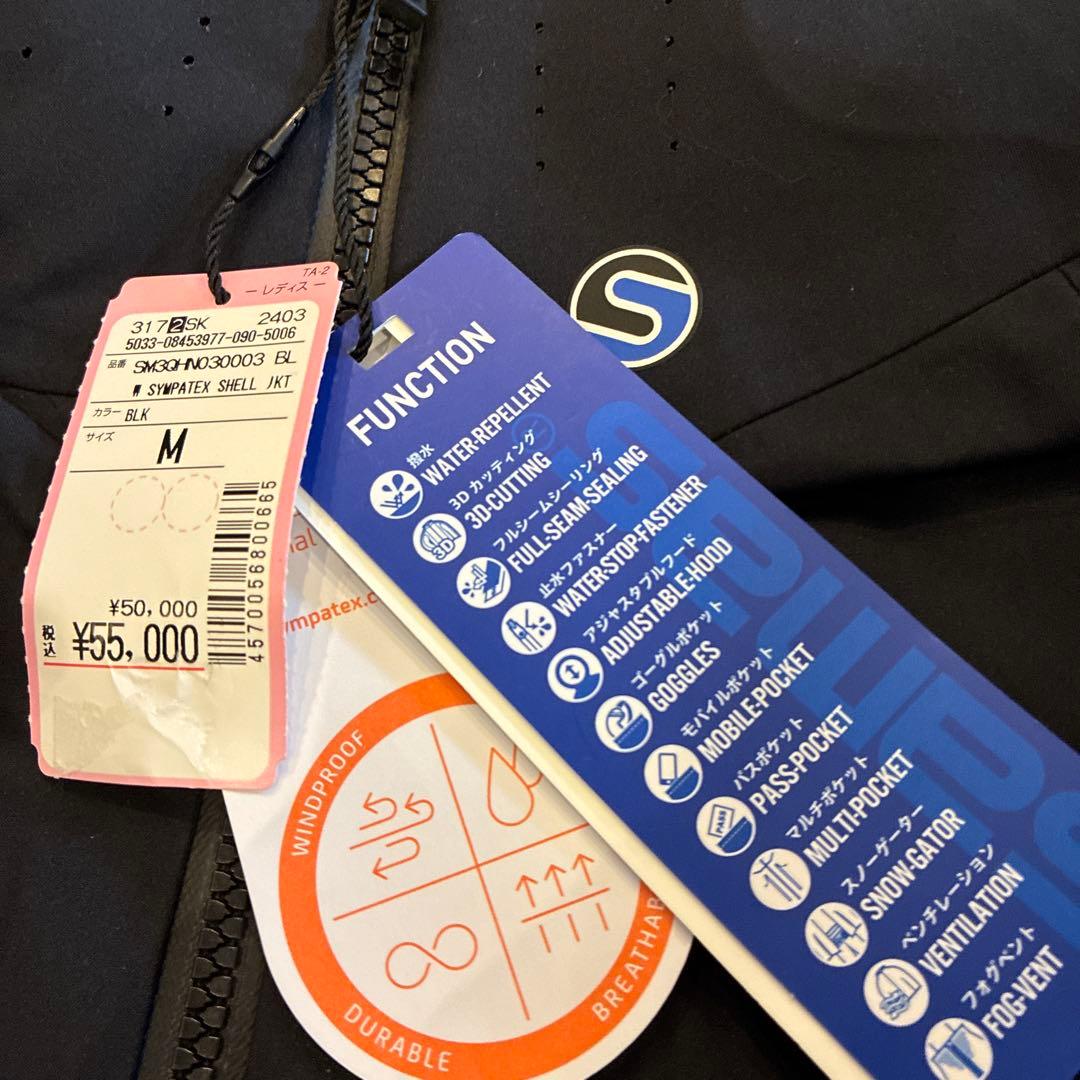 TA-2
― レディス ―
3172SK 2403
5033-08453977-090-5006
品番 SM3QHN030003 BL
W SYMPATEX SHELL JKT
カラー BLK
サイズ M
¥50,000
税込 ¥55,000
4570056800665
FUNCTION
撥水
WATER-REPELLENT
3Dカッティング
3D-CUTTING
3D
フルシームシーリング
FULL-SEAM-SEALING
止水ファスナー
WATER-STOP-FASTENER
アジャスタブルフード
ADJUSTABLE-HOOD
ゴーグルポケット
GOGGLES
モバイルポケット
MOBILE-POCKET
パスポケット
PASS-POCKET
PASS
マルチポケット
MULTI-POCKET
スノーゲーター
SNOW-GATOR
ベンチレーション
VENTILATION
フォグベント
FOG-VENT
S
WINDPROOF
DURABLE